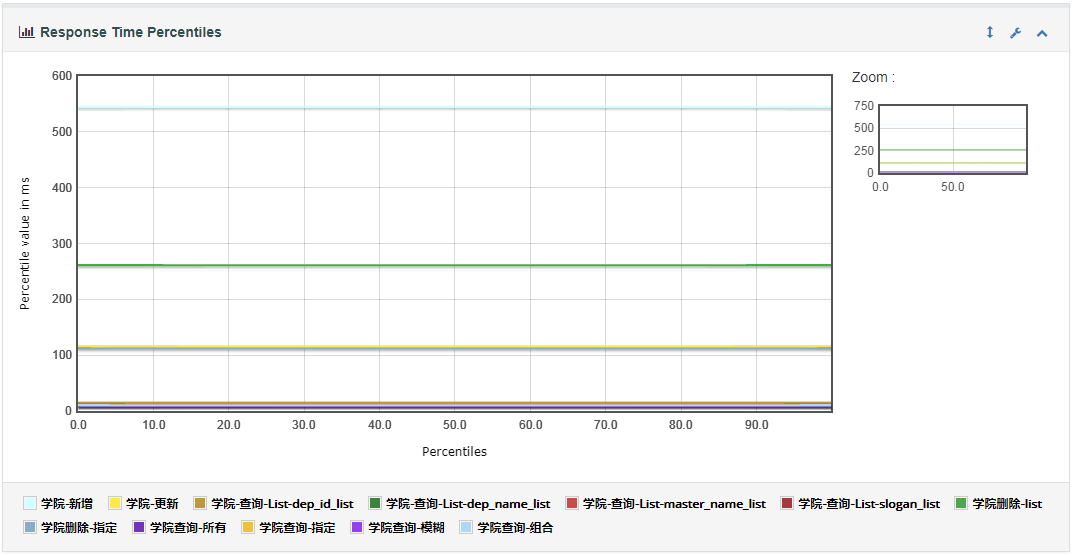 Response Time Percentiles
Zoom :
600
500
400
300
200
100
0
Percentile value in ms
0.0 10.0 20.0 30.0 40.0 50.0 60.0 70.0 80.0 90.0
Percentiles
750
500
250
0
0.0 50.0
学院-新增 学院-更新 学院-查询-List-dep_id_list 学院-查询-List-dep_name_list 学院-查询-List-master_name_list 学院-查询-List-slogan_list 学院删除-list
学院删除-指定 学院查询-所有 学院查询-指定 学院查询-模糊 学院查询-组合